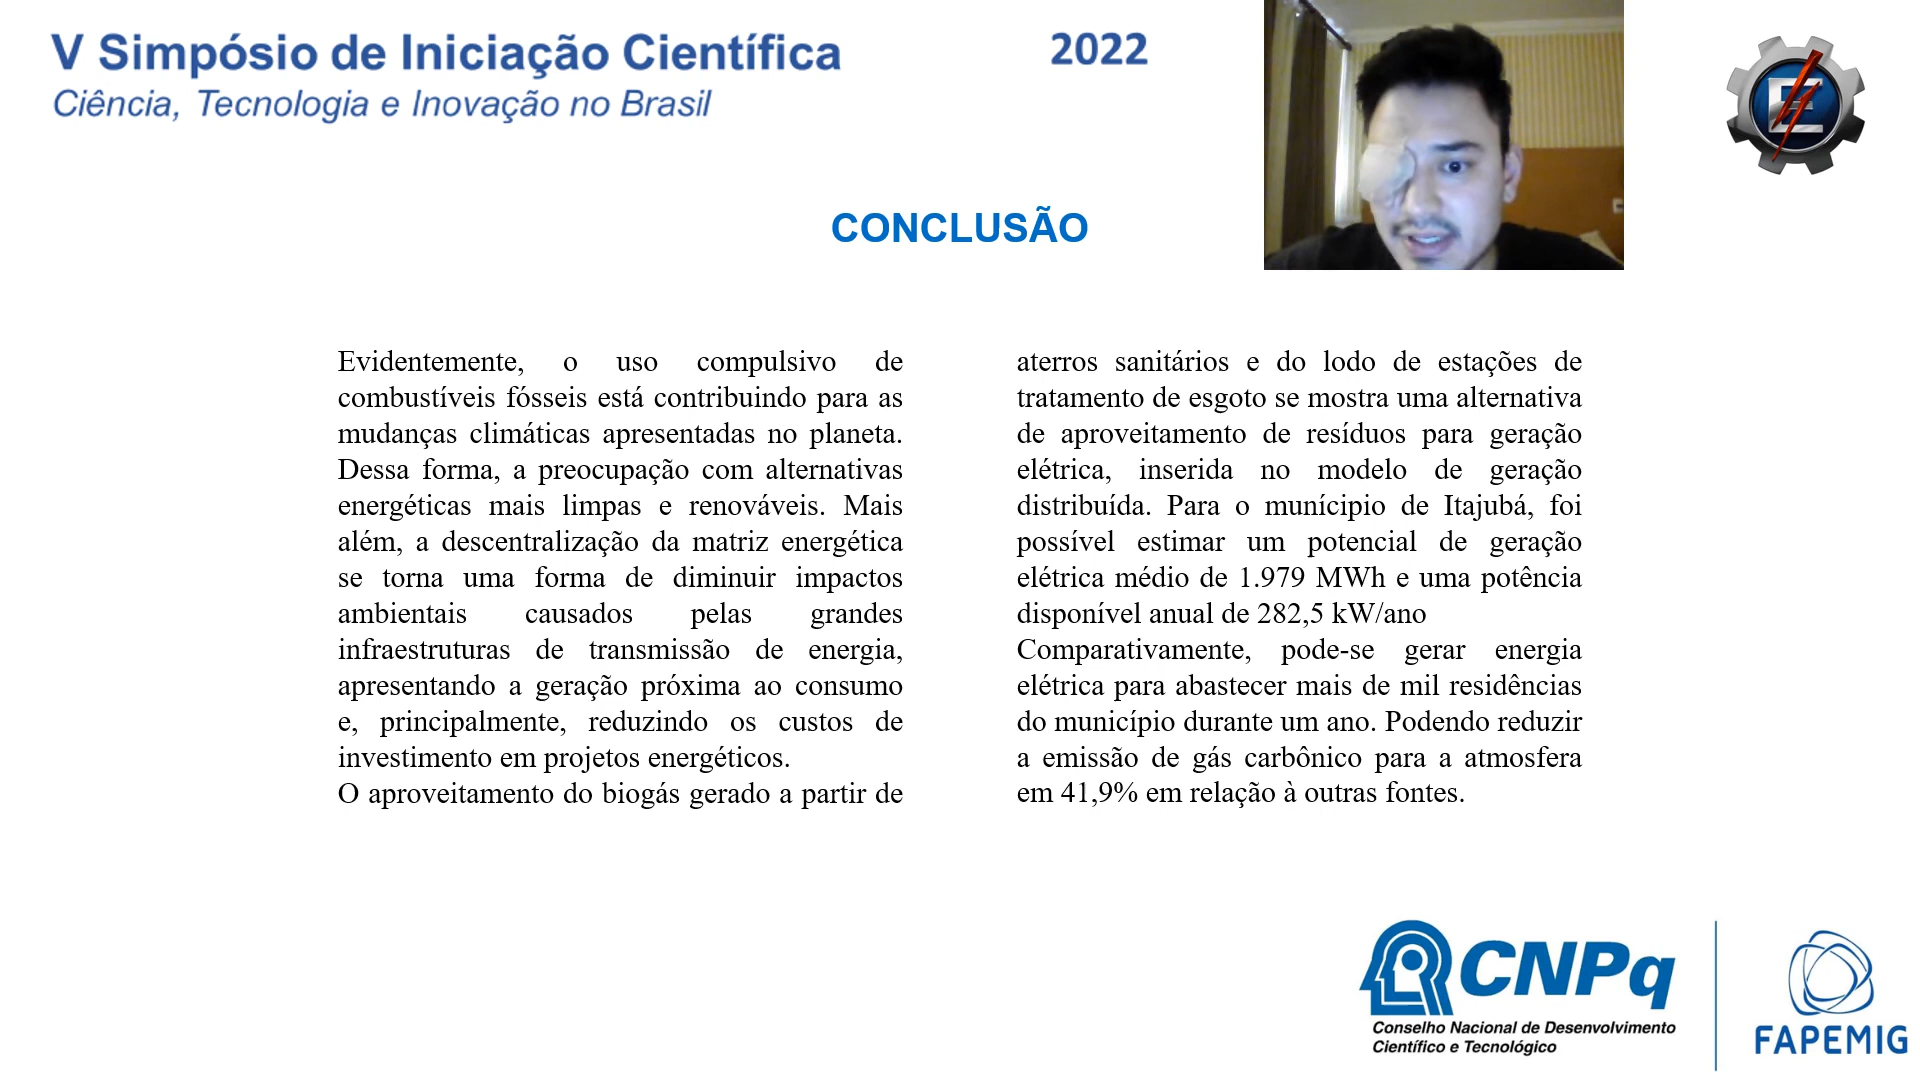 V Simpósio de Iniciação Científica
2022
Ciência, Tecnologia e Inovação no Brasil
E
CONCLUSÃO
Evidentemente, o uso compulsivo de
combustíveis fósseis está contribuindo para as
mudanças climáticas apresentadas no planeta.
Dessa forma, a preocupação com alternativas
energéticas mais limpas e renováveis. Mais
além, a descentralização da matriz energética
se torna uma forma de diminuir impactos
ambientais causados pelas grandes
infraestruturas de transmissão de energia,
apresentando a geração próxima ao consumo
e, principalmente, reduzindo os custos de
investimento em projetos energéticos.
O aproveitamento do biogás gerado a partir de
aterros sanitários e do lodo de estações de
tratamento de esgoto se mostra uma alternativa
de aproveitamento de resíduos para geração
elétrica, inserida no modelo de geração
distribuída. Para o munícipio de Itajubá, foi
possível estimar um potencial de geração
elétrica médio de 1.979 MWh e uma potência
disponível anual de 282,5 kW/ano
Comparativamente, pode-se gerar energia
elétrica para abastecer mais de mil residências
do município durante um ano. Podendo reduzir
a emissão de gás carbônico para a atmosfera
em 41,9% em relação à outras fontes.
CNPq
Conselho Nacional de Desenvolvimento
Científico e Tecnológico
FAPEMIG